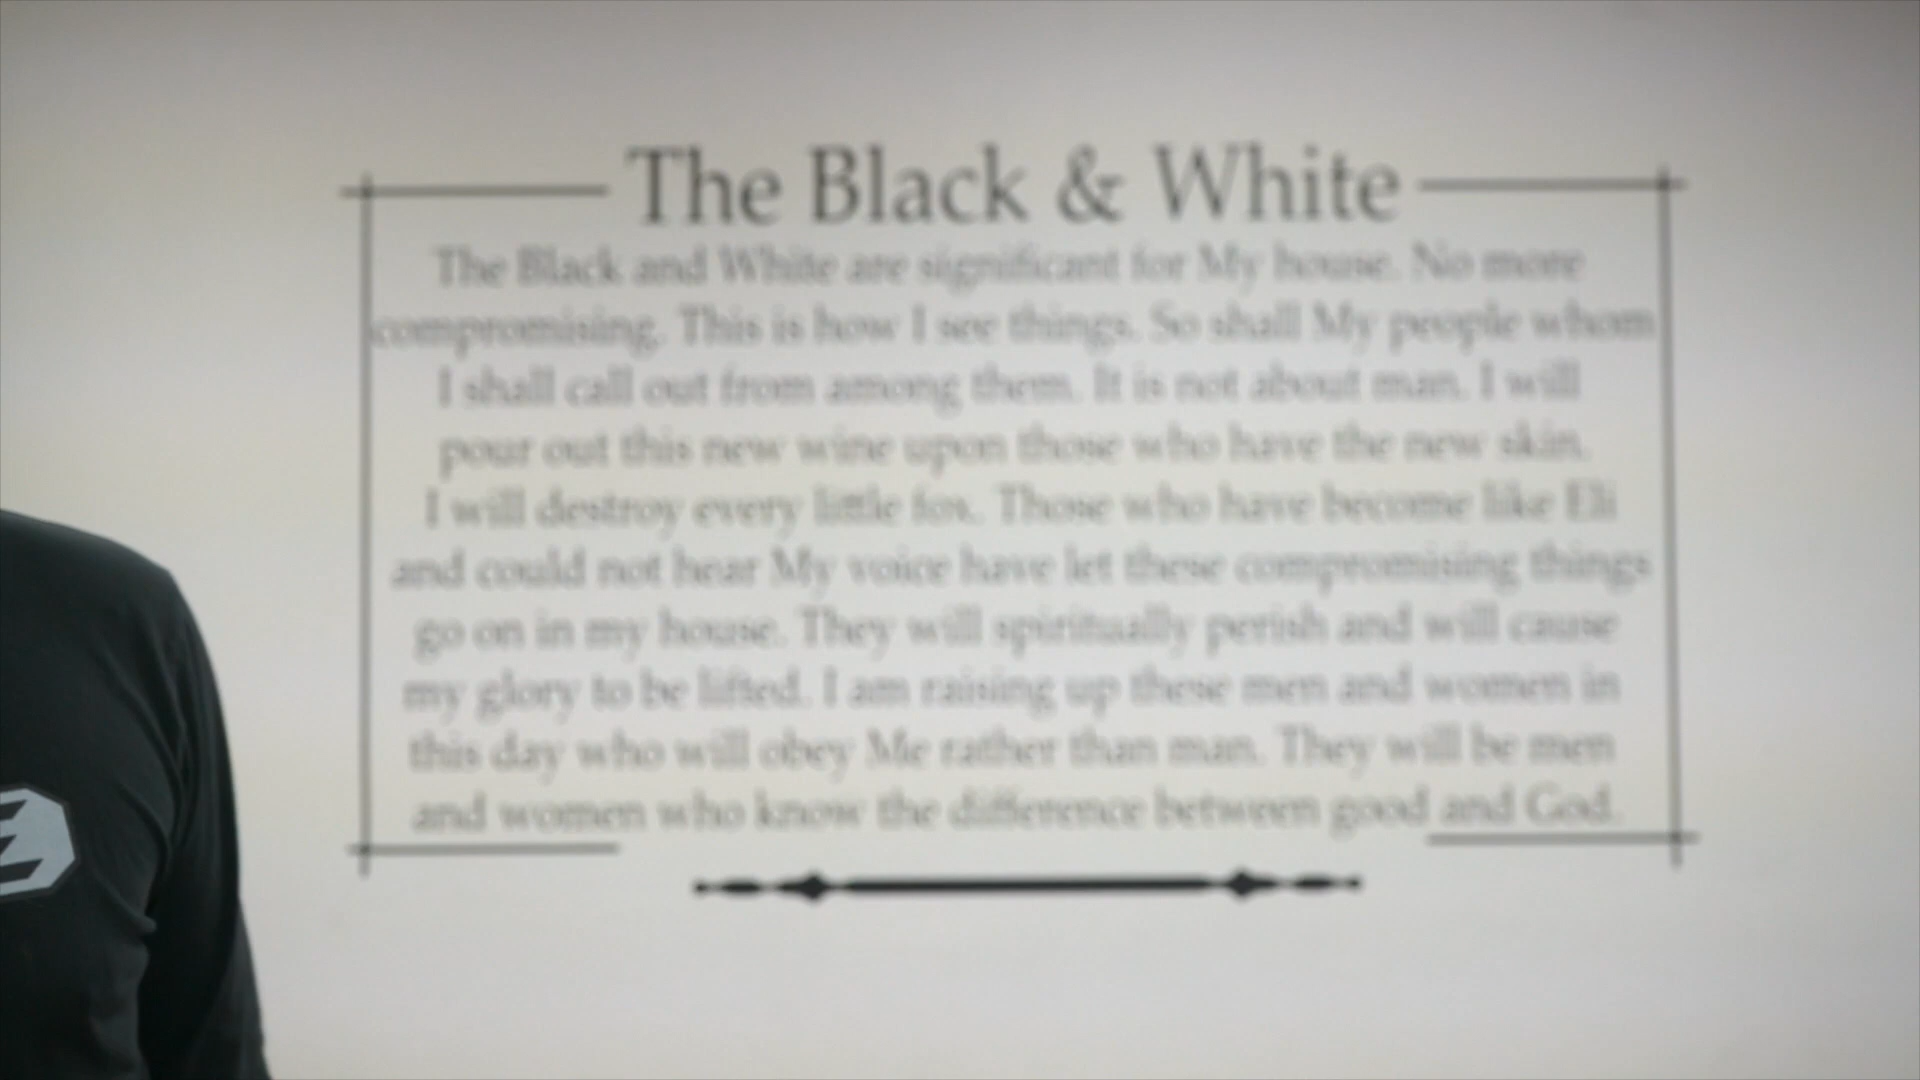 The Black & White
The Black and White are significant for My house. No more
compromising. This is how I see things. So shall My people whom
I shall call out from among them. It is not about man. I will
pour out this new wine upon those who have the new skin.
I will destroy every little fox. Those who have become like Eli
and could not hear My voice have let these compromising things
go on in my house. They will spiritually perish and will cause
my glory to be lifted. I am raising up these men and women in
this day who will obey Me rather than man. They will be men
and women who know the difference between good and God.